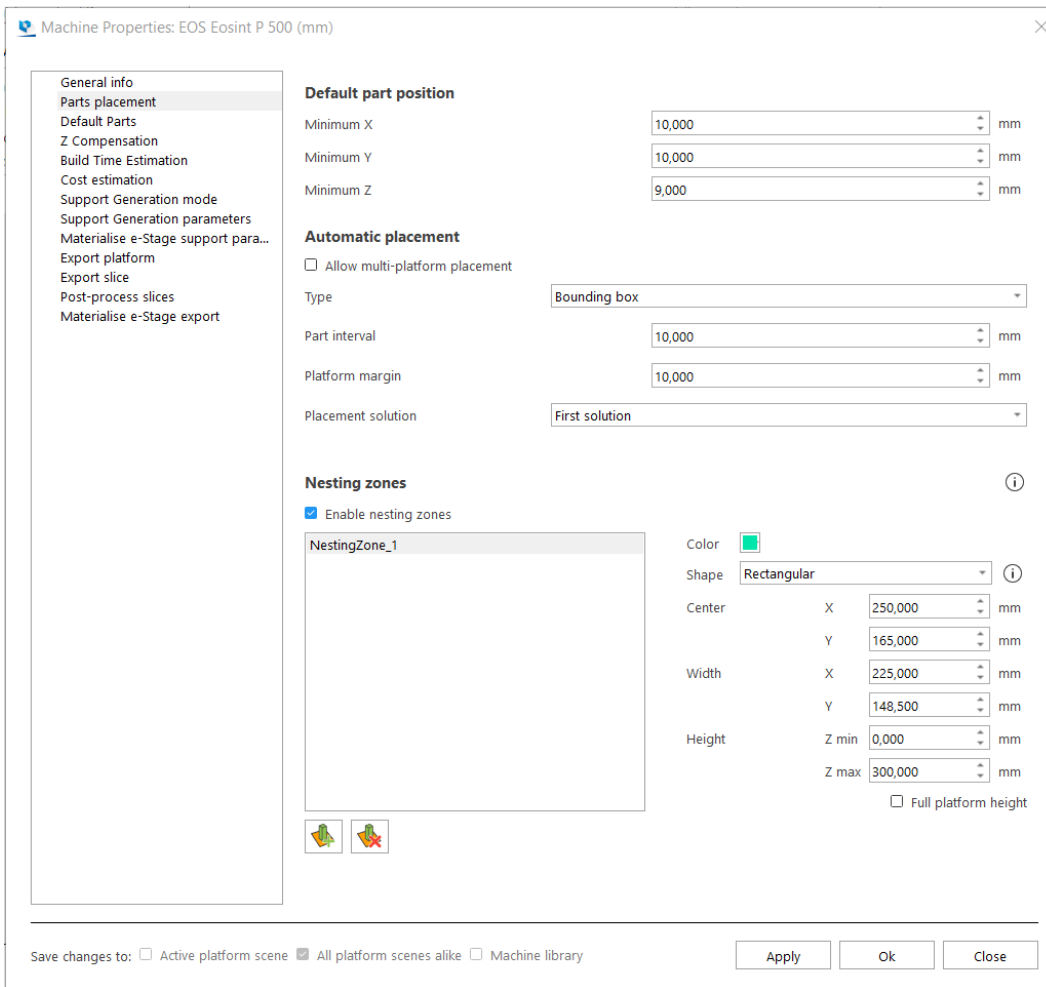 Machine Properties: EOS Eosint P 500 (mm)
General info
Parts placement
Default Parts
Z Compensation
Build Time Estimation
Cost estimation
Support Generation mode
Support Generation parameters
Materialise e-Stage support para...
Export platform
Export slice
Post-process slices
Materialise e-Stage export
Default part position
Minimum X 10,000 mm
Minimum Y 10,000 mm
Minimum Z 9,000 mm
Automatic placement
Allow multi-platform placement
Type Bounding box
Part interval 10,000 mm
Platform margin 10,000 mm
Placement solution First solution
Nesting zones
Enable nesting zones
NestingZone_1
Color
Shape Rectangular
Center X 250,000 mm
Y 165,000 mm
Width X 225,000 mm
Y 148,500 mm
Height Z min 0,000 mm
Z max 300,000 mm
Full platform height
Save changes to: Active platform scene All platform scenes alike Machine library
Apply Ok Close